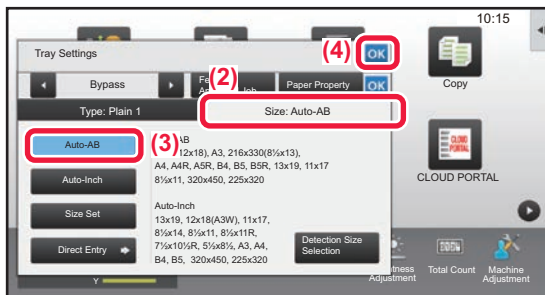 10:15
Tray Settings
(4)
OK
(2)
Bypass
Paper Property
OK
Type: Plain 1
Size: Auto-AB
Copy
(3)
Auto-AB
12x18), A3, 216x330(8½x13),
A4, A4R, A5R, B4, B5, B5R, 13x19, 11x17
8½x11, 320x450, 225x320
Auto-Inch
Size Set
Direct Entry
Auto-Inch
13x19, 12x18(A3W), 11x17,
8½x14, 8½x11, 8½x11R,
7¼x10½R, 5½x8½, A3, A4,
B4, B5, 320x450, 225x320
Detection Size
Selection
CLOUD
PORTAL
CLOUD PORTAL
Adjustment
Total Count
Machine
Adjustment
Y